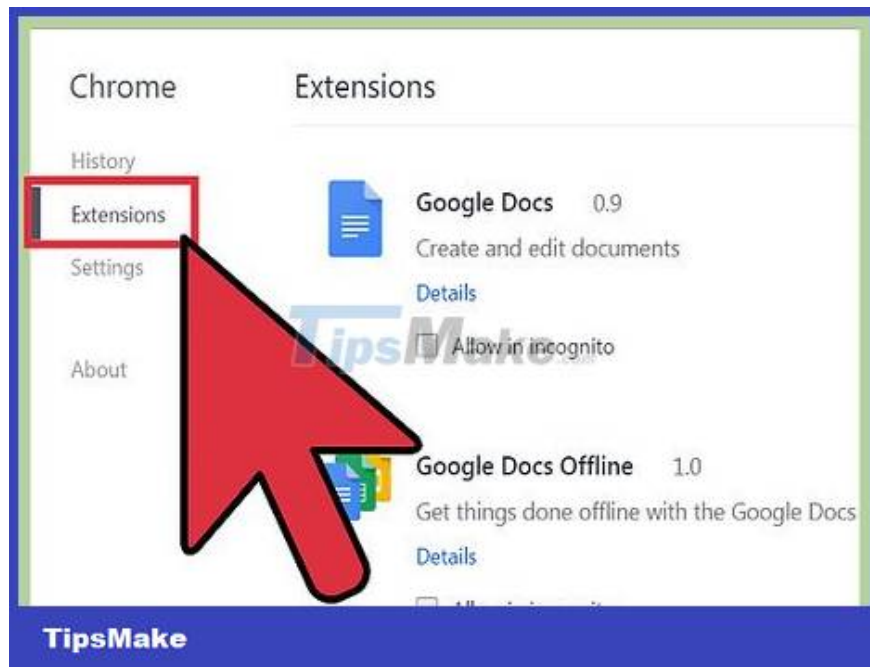 Chrome
Extensions
History
Extensions
Settings
About
Google Docs 0.9
Create and edit documents
Details
Allow in incognito
TipsMake
Google Docs Offline 1.0
Get things done offline with the Google Docs
Details
TipsMake